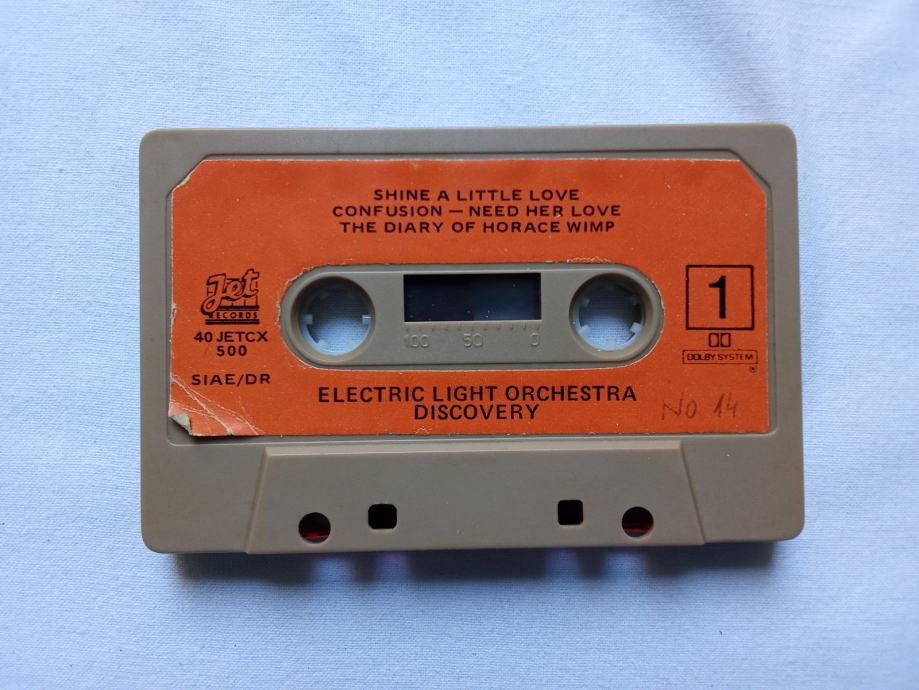 SHINE A LITTLE LOVE
CONFUSION — NEED HER LOVE
THE DIARY OF HORACE WIMP
Jet
RECORDS
40 JETCX
500
SIAE/DR
100 50 0
1
DOLBY SYSTEM
®
ELECTRIC LIGHT ORCHESTRA
DISCOVERY
No 14